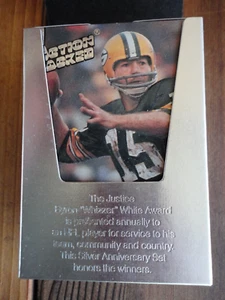 ACTION
PACKED
15
The Justice
Byron "Whizzer" White Award
is presented annually to
an NFL player for service to his
team, community and country.
This Silver Anniversary Set
honors the winners.